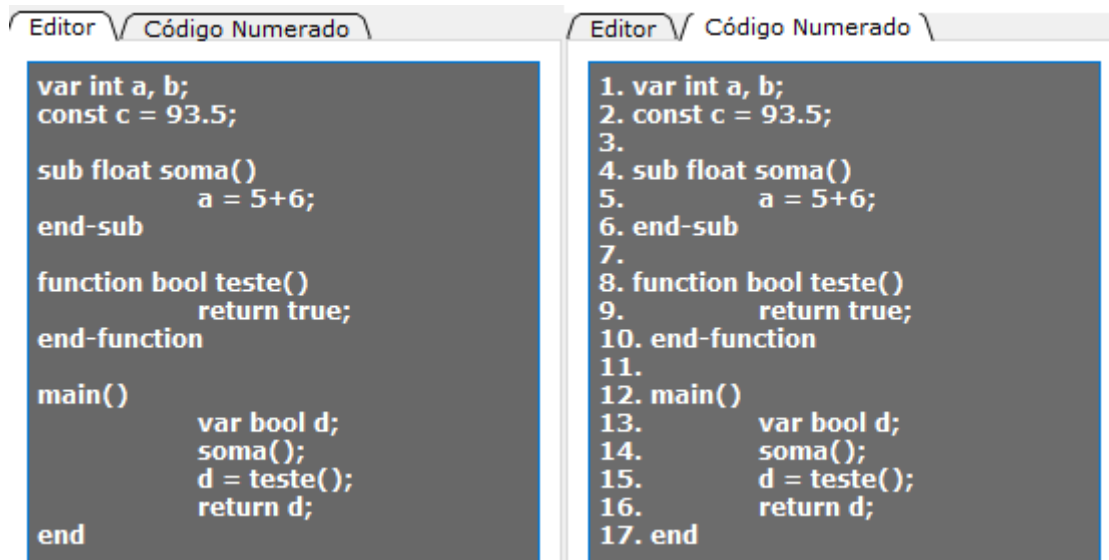 Editor Código Numerado
var int a, b;
const c = 93.5;
sub float soma()
a = 5+6;
end-sub
function bool teste()
return true;
end-function
main()
var bool d;
soma();
d = teste();
return d;
end
Editor Código Numerado
1. var int a, b;
2. const c = 93.5;
3.
4. sub float soma()
5. a = 5+6;
6. end-sub
7.
8. function bool teste()
9. return true;
10. end-function
11.
12. main()
13. var bool d;
14. soma();
15. d = teste();
16. return d;
17. end